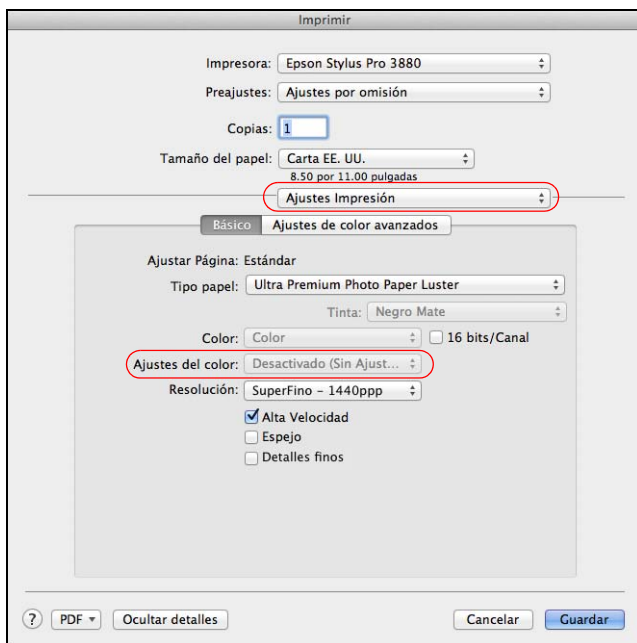 Imprimir
Impresora: Epson Stylus Pro 3880
Preajustes: Ajustes por omisión
Copias: 1
Tamaño del papel: Carta EE. UU.
8.50 por 11.00 pulgadas
Ajustes Impresión
Básico Ajustes de color avanzados
Ajustar Página: Estándar
Tipo papel: Ultra Premium Photo Paper Luster
Tinta: Negro Mate
Color: Color 16 bits/Canal
Ajustes del color: Desactivado (Sin Ajust...
Resolución: SuperFino - 1440ppp
Alta Velocidad
Espejo
Detalles finos
? PDF Ocultar detalles Cancelar Guardar